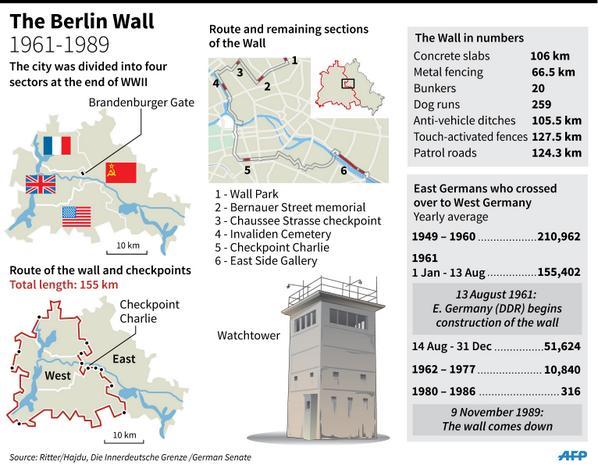 The Berlin Wall
1961-1989
The city was divided into four
sectors at the end of WWII
Brandenburger Gate
10 km
Route of the wall and checkpoints
Total length: 155 km
Checkpoint
Charlie
East
West
10 km
Route and remaining sections
of the Wall
1
2
3
4
5
6
1 - Wall Park
2 - Bernauer Street memorial
3 - Chaussee Strasse checkpoint
4 - Invaliden Cemetery
5 - Checkpoint Charlie
6 - East Side Gallery
Watchtower
The Wall in numbers
Concrete slabs 106 km
Metal fencing 66.5 km
Bunkers 20
Dog runs 259
Anti-vehicle ditches 105.5 km
Touch-activated fences 127.5 km
Patrol roads 124.3 km
East Germans who crossed
over to West Germany
Yearly average
1949 – 1960 ................210,962
1961
1 Jan - 13 Aug ..............155,402
13 August 1961:
E. Germany (DDR) begins
construction of the wall
14 Aug - 31 Dec ............51,624
1962 – 1977 ..................10,840
1980 – 1986 .......................316
9 November 1989:
The wall comes down
Source: Ritter/Hajdu, Die Innerdeutsche Grenze /German Senate
AFP